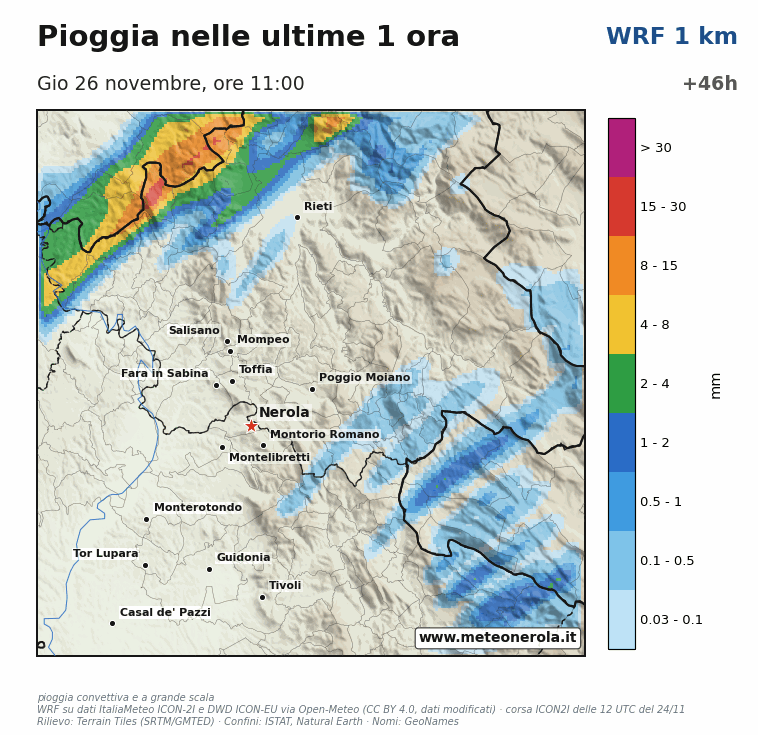 Pioggia nelle ultime 1 ora
WRF 1 km
Gio 26 novembre, ore 11:00
+46h
> 30
15 - 30
8 - 15
4 - 8
2 - 4
1 - 2
0.5 - 1
0.1 - 0.5
0.03 - 0.1
mm
Rieti
Salisano
Mompeo
Fara in Sabina
Toffia
Poggio Moiano
Nerola
Montorio Romano
Montelibretti
Monterotondo
Tor Lupara
Guidonia
Tivoli
Casal de' Pazzi
www.meteonerola.it
pioggia convettiva e a grande scala
WRF su dati ItaliaMeteo ICON-2I e DWD ICON-EU via Open-Meteo (CC BY 4.0, dati modificati) · corsa ICON2I delle 12 UTC del 24/11
Rilievo: Terrain Tiles (SRTM/GMTED) · Confini: ISTAT, Natural Earth · Nomi: GeoNames